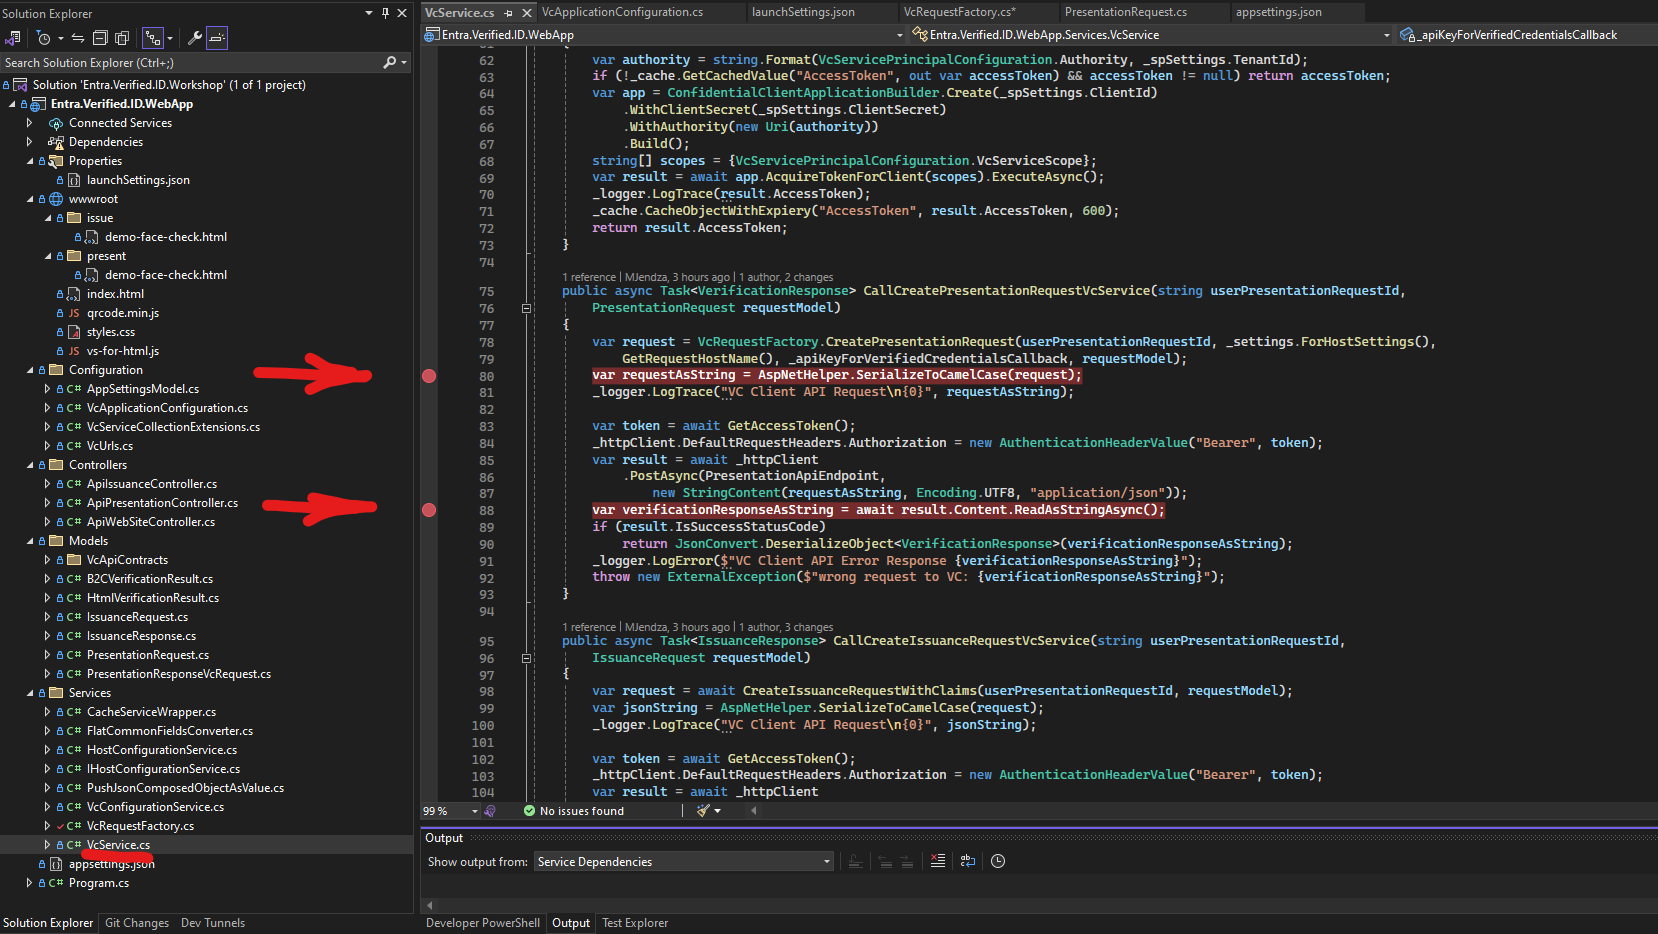 Solution Explorer
Search Solution Explorer (Ctrl+;)
Solution 'Entra.Verified.ID.Workshop' (1 of 1 project)
Entra.Verified.ID.WebApp
Connected Services
Dependencies
Properties
launchSettings.json
wwwroot
issue
demo-face-check.html
present
demo-face-check.html
index.html
JS qrcode.min.js
styles.css
JS vs-for-html.js
Configuration
C# AppSettingsModel.cs
C# VcApplicationConfiguration.cs
C# VcServiceCollectionExtensions.cs
C# VcUrls.cs
Controllers
C# ApiIssuanceController.cs
C# ApiPresentationController.cs
C# ApiWebSiteController.cs
Models
VcApiContracts
C# B2CVerificationResult.cs
C# HtmlVerificationResult.cs
C# IssuanceRequest.cs
C# IssuanceResponse.cs
C# PresentationRequest.cs
C# PresentationResponseVcRequest.cs
Services
C# CacheServiceWrapper.cs
C# FlatCommonFieldsConverter.cs
C# HostConfigurationService.cs
C# IHostConfigurationService.cs
C# PushJsonComposedObjectAsValue.cs
C# VcConfigurationService.cs
C# VcRequestFactory.cs
C# VcService.cs
appsettings.json
C# Program.cs
Solution Explorer Git Changes Dev Tunnels
VcService.cs VcApplicationConfiguration.cs launchSettings.json VcRequestFactory.cs* PresentationRequest.cs appsettings.json
Entra.Verified.ID.WebApp Entra.Verified.ID.WebApp.Services.VcService _apiKeyForVerifiedCredentialsCallback
61 {
62 var authority = string.Format(VcServicePrincipalConfiguration.Authority, _spSettings.TenantId);
63 if (!_cache.GetCachedValue("AccessToken", out var accessToken) && accessToken != null) return accessToken;
64 var app = ConfidentialClientApplicationBuilder.Create(_spSettings.ClientId)
65 .WithClientSecret(_spSettings.ClientSecret)
66 .WithAuthority(new Uri(authority))
67 .Build();
68 string[] scopes = {VcServicePrincipalConfiguration.VcServiceScope};
69 var result = await app.AcquireTokenForClient(scopes).ExecuteAsync();
70 _logger.LogTrace(result.AccessToken);
71 _cache.CacheObjectWithExpiery("AccessToken", result.AccessToken, 600);
72 return result.AccessToken;
73 }
74
1 reference | MJendza, 3 hours ago | 1 author, 2 changes
75 public async Task<VerificationResponse> CallCreatePresentationRequestVcService(string userPresentationRequestId,
76 PresentationRequest requestModel)
77 {
78 var request = VcRequestFactory.CreatePresentationRequest(userPresentationRequestId, _settings.ForHostSettings(),
79 GetRequestHostName(), _apiKeyForVerifiedCredentialsCallback, requestModel);
80 var requestAsString = AspNetHelper.SerializeToCamelCase(request);
81 _logger.LogTrace("VC Client API Request\n{0}", requestAsString);
82
83 var token = await GetAccessToken();
84 _httpClient.DefaultRequestHeaders.Authorization = new AuthenticationHeaderValue("Bearer", token);
85 var result = await _httpClient
86 .PostAsync(PresentationApiEndpoint,
87 new StringContent(requestAsString, Encoding.UTF8, "application/json"));
88 var verificationResponseAsString = await result.Content.ReadAsStringAsync();
89 if (result.IsSuccessStatusCode)
90 return JsonConvert.DeserializeObject<VerificationResponse>(verificationResponseAsString);
91 _logger.LogError($"VC Client API Error Response {verificationResponseAsString}");
92 throw new ExternalException($"wrong request to VC: {verificationResponseAsString}");
93 }
94
1 reference | MJendza, 3 hours ago | 1 author, 3 changes
95 public async Task<IssuanceResponse> CallCreateIssuanceRequestVcService(string userPresentationRequestId,
96 IssuanceRequest requestModel)
97 {
98 var request = await CreateIssuanceRequestWithClaims(userPresentationRequestId, requestModel);
99 var jsonString = AspNetHelper.SerializeToCamelCase(request);
100 _logger.LogTrace("VC Client API Request\n{0}", jsonString);
101
102 var token = await GetAccessToken();
103 _httpClient.DefaultRequestHeaders.Authorization = new AuthenticationHeaderValue("Bearer", token);
104 var result = await _httpClient
99 % No issues found
Output
Show output from: Service Dependencies
Developer PowerShell Output Test Explorer